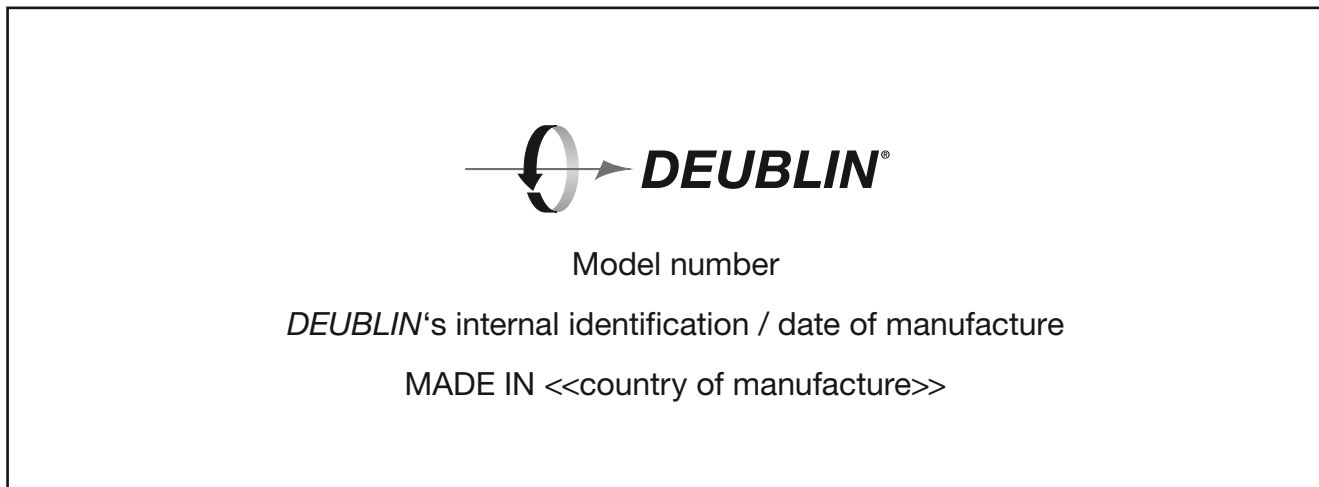 DEUBLIN®
Model number
DEUBLIN‘s internal identification / date of manufacture
MADE IN <<country of manufacture>>